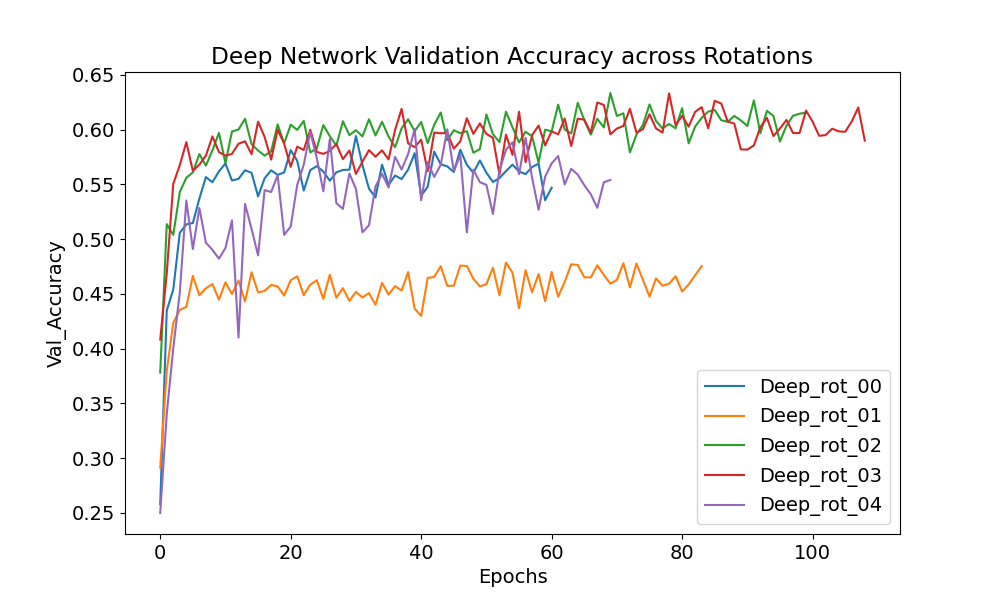 Deep Network Validation Accuracy across Rotations
Val_Accuracy
0.65
0.60
0.55
0.50
0.45
0.40
0.35
0.30
0.25
0 20 40 60 80 100
Epochs
Deep_rot_00
Deep_rot_01
Deep_rot_02
Deep_rot_03
Deep_rot_04